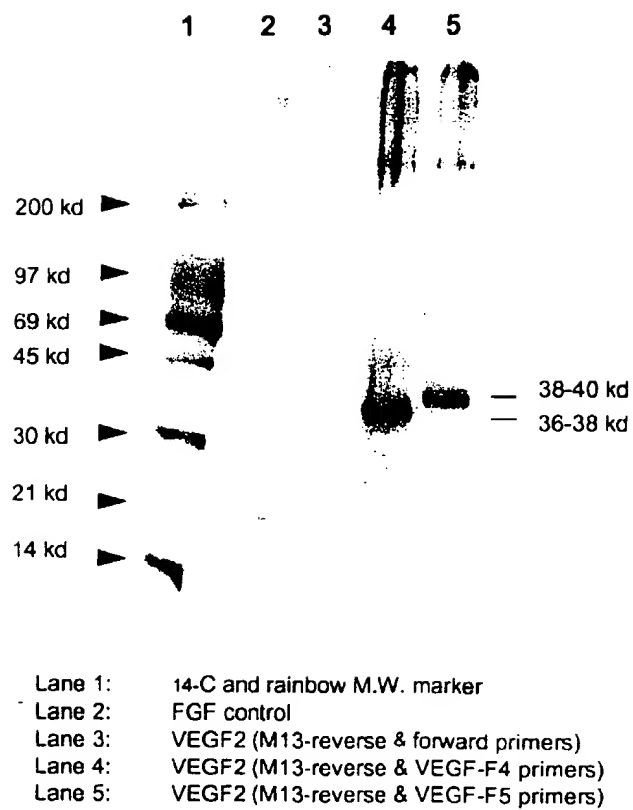 1 2 3 4 5
200 kd
97 kd
69 kd
45 kd
38-40 kd
36-38 kd
30 kd
21 kd
14 kd
Lane 1: 14-C and rainbow M.W. marker
Lane 2: FGF control
Lane 3: VEGF2 (M13-reverse & forward primers)
Lane 4: VEGF2 (M13-reverse & VEGF-F4 primers)
Lane 5: VEGF2 (M13-reverse & VEGF-F5 primers)